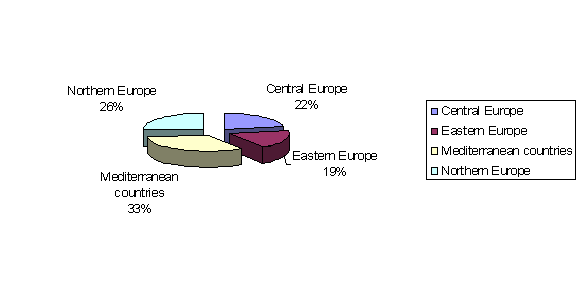 Northern Europe
26%
Central Europe
22%
Eastern Europe
19%
Mediterranean
countries
33%
Central Europe
Eastern Europe
Mediterranean countries
Northern Europe